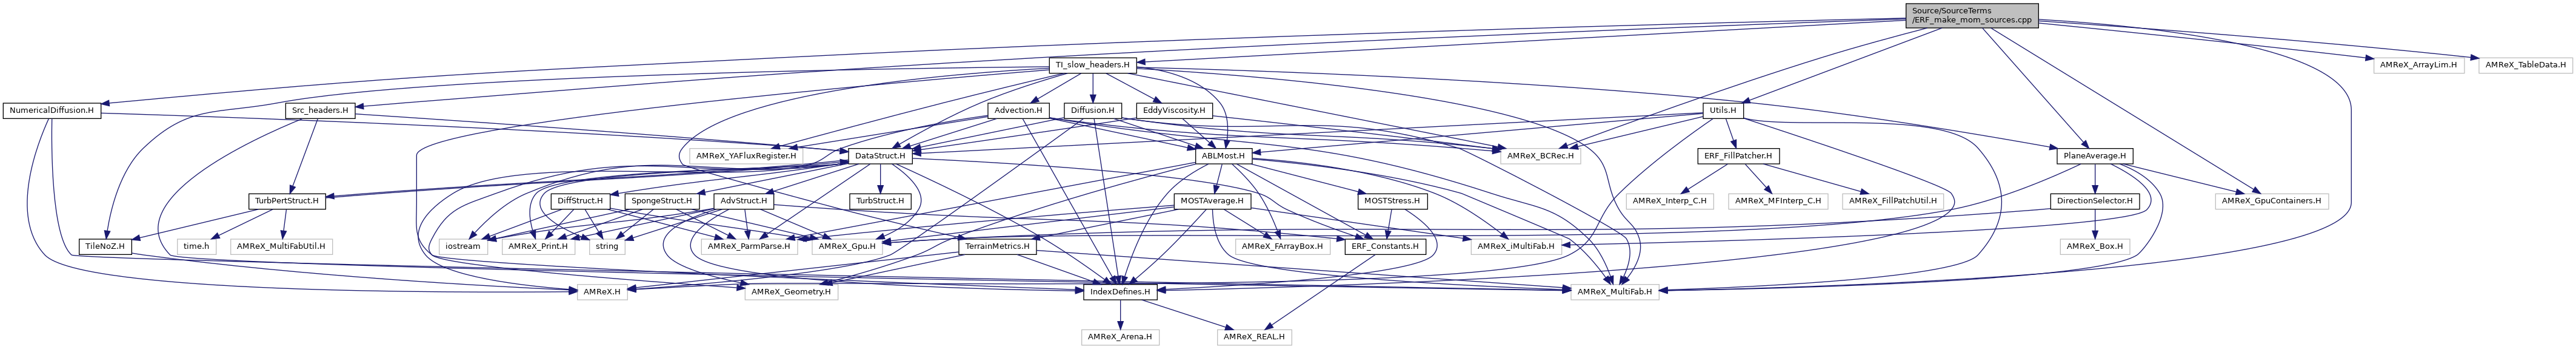 Source/SourceTerms
/ERF_make_mom_sources.cpp
TI_slow_headers.H
AMReX_ArrayLim.H
AMReX_TableData.H
NumericalDiffusion.H
Src_headers.H
Advection.H
Diffusion.H
EddyViscosity.H
Utils.H
AMReX_YAFluxRegister.H
DataStruct.H
ABLMost.H
AMReX_BCRec.H
ERF_FillPatcher.H
PlaneAverage.H
TurbPertStruct.H
DiffStruct.H
SpongeStruct.H
AdvStruct.H
TurbStruct.H
MOSTAverage.H
MOSTStress.H
AMReX_Interp_C.H
AMReX_MFInterp_C.H
AMReX_FillPatchUtil.H
DirectionSelector.H
AMReX_GpuContainers.H
TileNoZ.H
time.h
AMReX_MultiFabUtil.H
iostream
AMReX_Print.H
string
AMReX_ParmParse.H
AMReX_Gpu.H
TerrainMetrics.H
AMReX_FArrayBox.H
ERF_Constants.H
AMReX_iMultiFab.H
AMReX_Box.H
AMReX.H
AMReX_Geometry.H
IndexDefines.H
AMReX_MultiFab.H
AMReX_Arena.H
AMReX_REAL.H